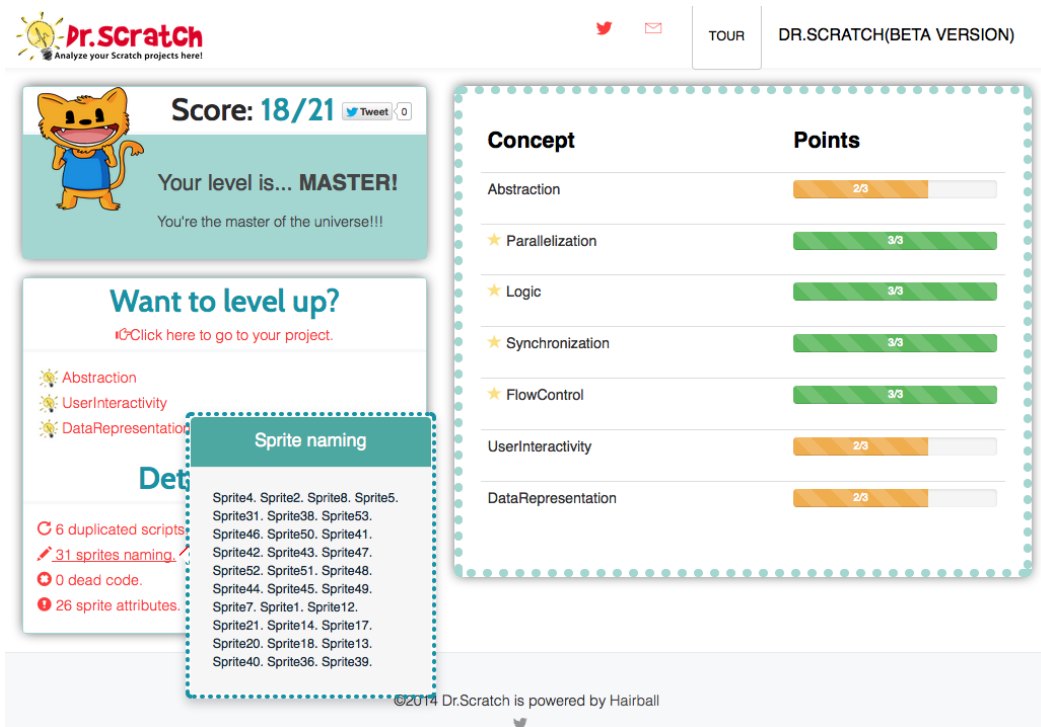 Dr.Scratch
Analyze your Scratch projects here!
TOUR
DR.SCRATCH(BETA VERSION)
Score: 18/21
Tweet
0
Your level is... MASTER!
You're the master of the universe!!!
Want to level up?
Click here to go to your project.
Abstraction
UserInteractivity
DataRepresentation
Det
6 duplicated scripts
31 sprites naming.
0 dead code.
26 sprite attributes.
Sprite naming
Sprite4. Sprite2. Sprite8. Sprite5.
Sprite31. Sprite38. Sprite53.
Sprite46. Sprite50. Sprite41.
Sprite42. Sprite43. Sprite47.
Sprite52. Sprite51. Sprite48.
Sprite44. Sprite45. Sprite49.
Sprite7. Sprite1. Sprite12.
Sprite21. Sprite14. Sprite17.
Sprite20. Sprite18. Sprite13.
Sprite40. Sprite36. Sprite39.
Concept Points
Abstraction 2/3
Parallelization 3/3
Logic 3/3
Synchronization 3/3
FlowControl 3/3
UserInteractivity 2/3
DataRepresentation 2/3
©2014 Dr.Scratch is powered by Hairball